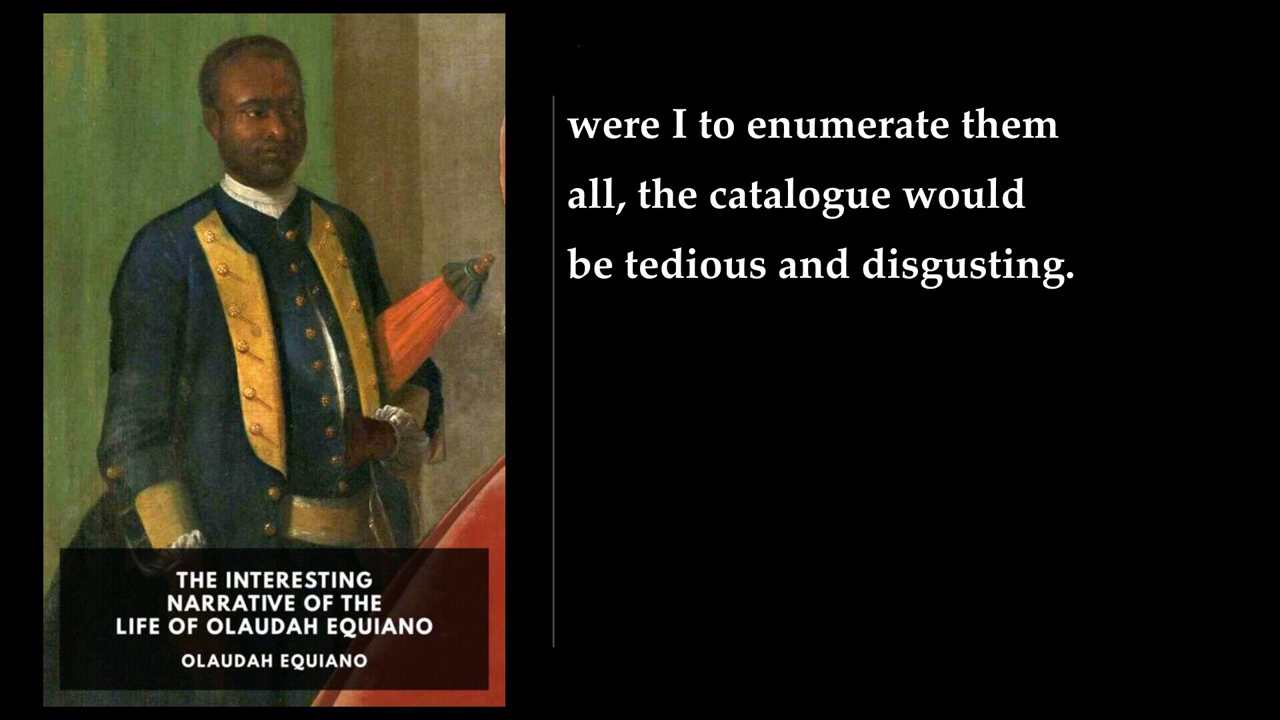 were I to enumerate them
all, the catalogue would
be tedious and disgusting.
THE INTERESTING
NARRATIVE OF THE
LIFE OF OLAUDAH EQUIANO
OLAUDAH EQUIANO